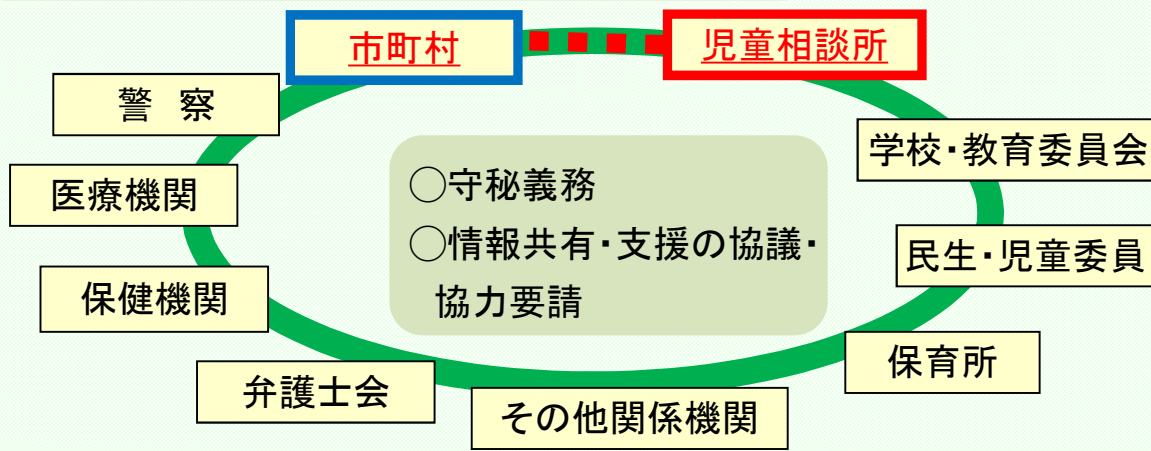 市町村
児童相談所
警　察
学校・教育委員会
医療機関
○守秘義務
○情報共有・支援の協議・
協力要請
民生・児童委員
保健機関
保育所
弁護士会
その他関係機関